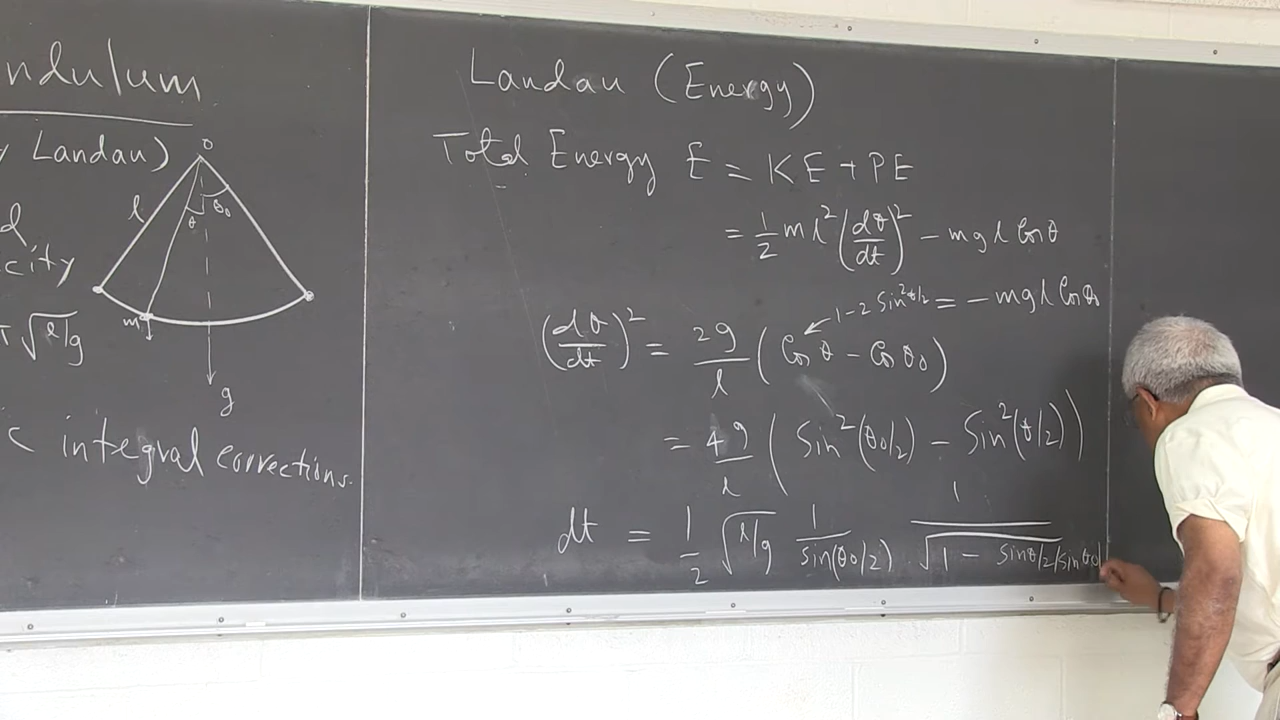 ndulum
y Landau)
d
city
π √l/g
c integral corrections.
O
l
θ θ₀
m
g
Landau (Energy)
Total Energy E = KE + PE
= 1/2 ml² (dθ/dt)² - mgl Cos θ
= - mgl Cos θ₀
1-2 Sin² θ/2
(dθ/dt)² = 2g/l (Cos θ - Cos θ₀)
= 4g/l (Sin²(θ₀/2) - Sin²(θ/2))
dt = 1/2 √l/g 1/sin(θ₀/2) · 1/√1 - sinθ/2/sinθ₀/